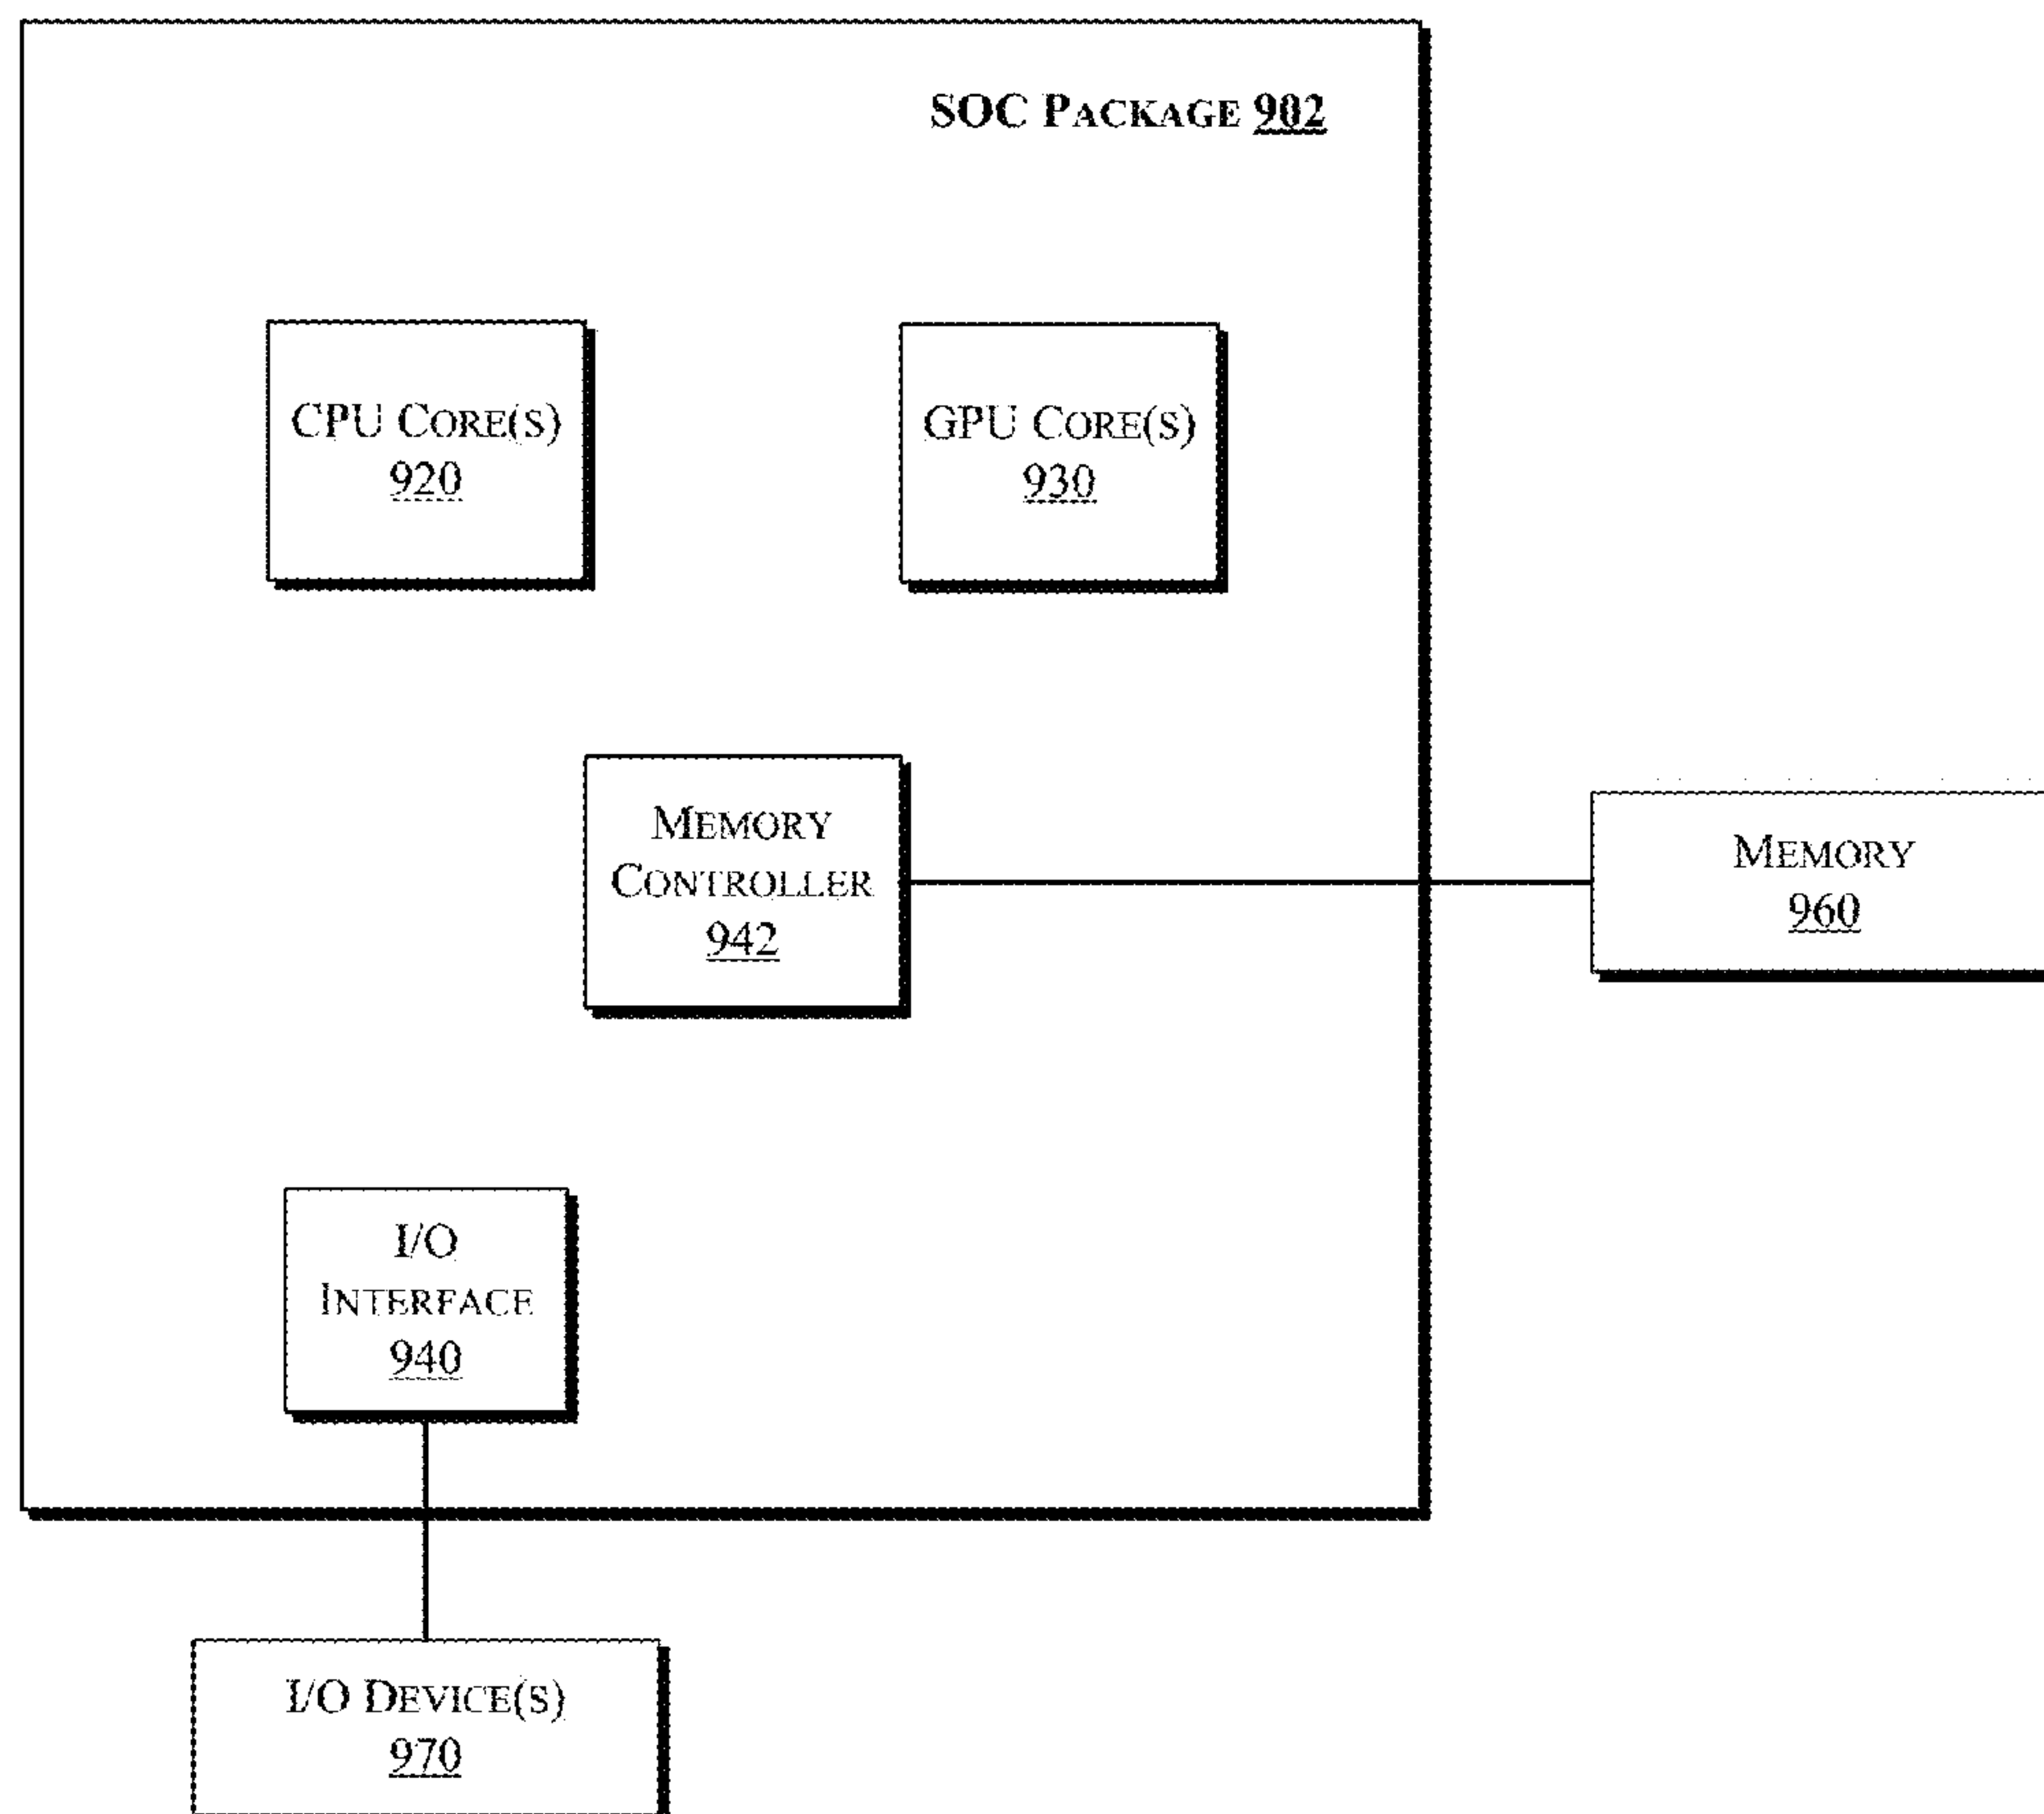 SOC PACKAGE 902
CPU CORE(S)
920
GPU CORE(S)
930
MEMORY
CONTROLLER
942
MEMORY
960
I/O
INTERFACE
940
I/O DEVICE(S)
970